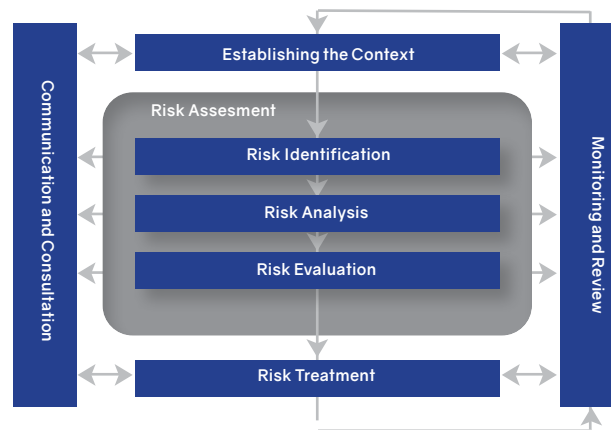 Establishing the Context
Risk Assesment
Risk Identification
Risk Analysis
Risk Evaluation
Risk Treatment
Communication and Consultation
Monitoring and Review